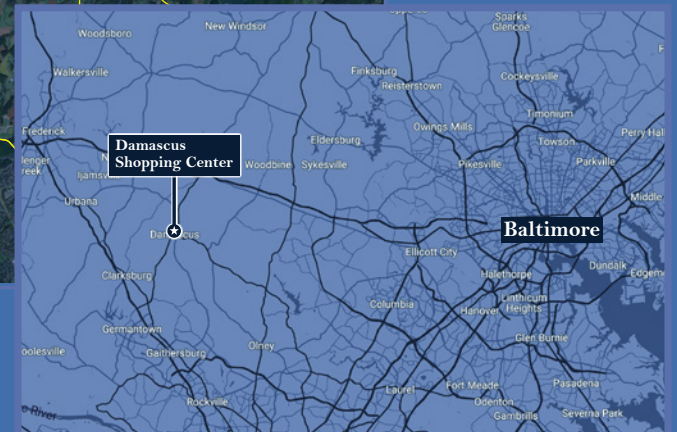 Sparks
Glencoe
New Windsor
Woodsboro
Walkersville
Finksburg
Cockeysville
Reisterstown
Timonium
Frederick
Owings Mills
Perry Hall
Eldersburg
Towson
Damascus
Shopping Center
Woodbine
Sykesville
Pikesville
Parkville
Urbana
Middle
Baltimore
Ellicott City
Dundalk
Clarksburg
Halethorpe
Columbia
Linthicum
Heights
Hanover
Germantown
Glen Burnie
Olney
Gaithersburg
Laurel
Fort Meade
Pasadena
Rockville
Odenton
Severna Park
Gambrills
River